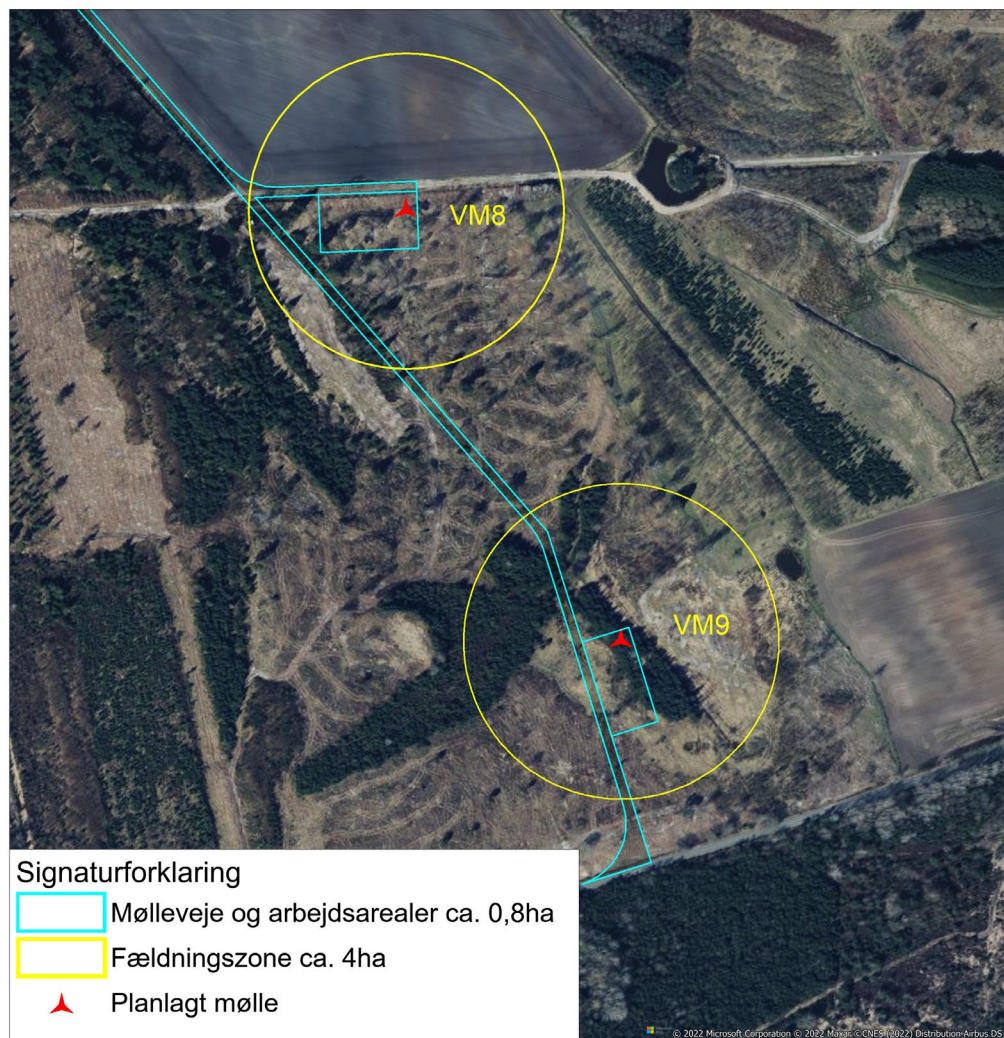 VM8
VM9
Signaturforklaring
Mølleveje og arbejdsarealer ca. 0,8ha
Fældningszone ca. 4ha
Planlagt mølle
© 2022 Microsoft Corporation © 2022 Maxar © CNES (2022) Distribution Airbus DS